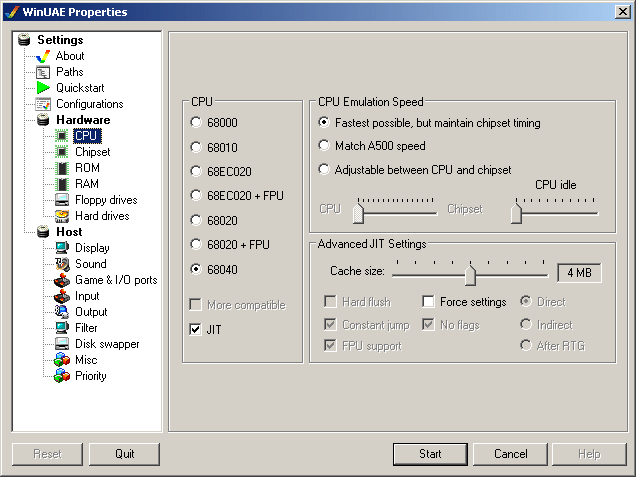 WinUAE Properties
Settings
About
Paths
Quickstart
Configurations
Hardware
CPU
Chipset
ROM
RAM
Floppy drives
Hard drives
Host
Display
Sound
Game & I/O ports
Input
Output
Filter
Disk swapper
Misc
Priority
CPU
68000
68010
68EC020
68EC020 + FPU
68020
68020 + FPU
68040
More compatible
JIT
CPU Emulation Speed
Fastest possible, but maintain chipset timing
Match A500 speed
Adjustable between CPU and chipset
CPU idle
CPU Chipset
Advanced JIT Settings
Cache size: 4 MB
Hard flush Force settings Direct
Constant jump No flags Indirect
FPU support After RTG
Reset Quit Start Cancel Help